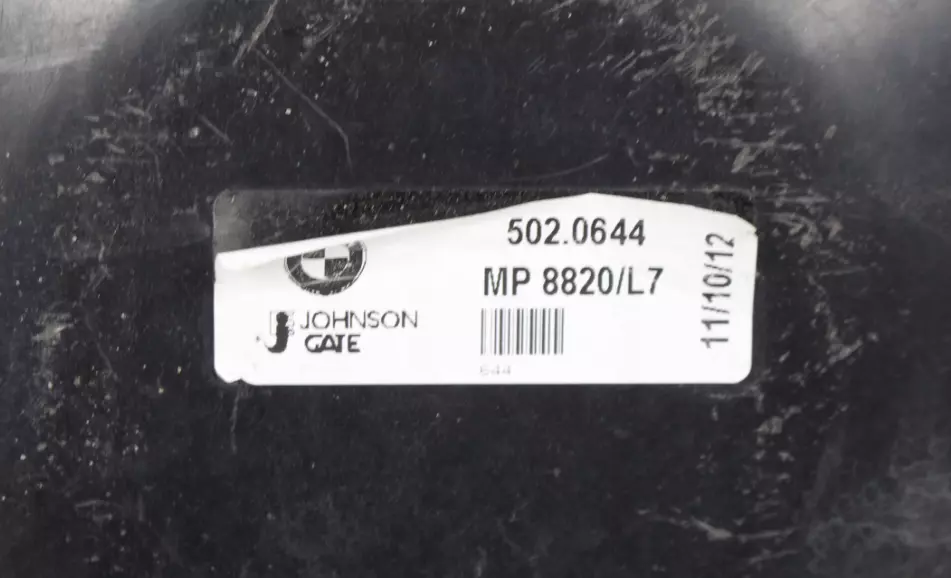 502.0644
MP 8820/L7
JOHNSON
GATE
644
11/10/12